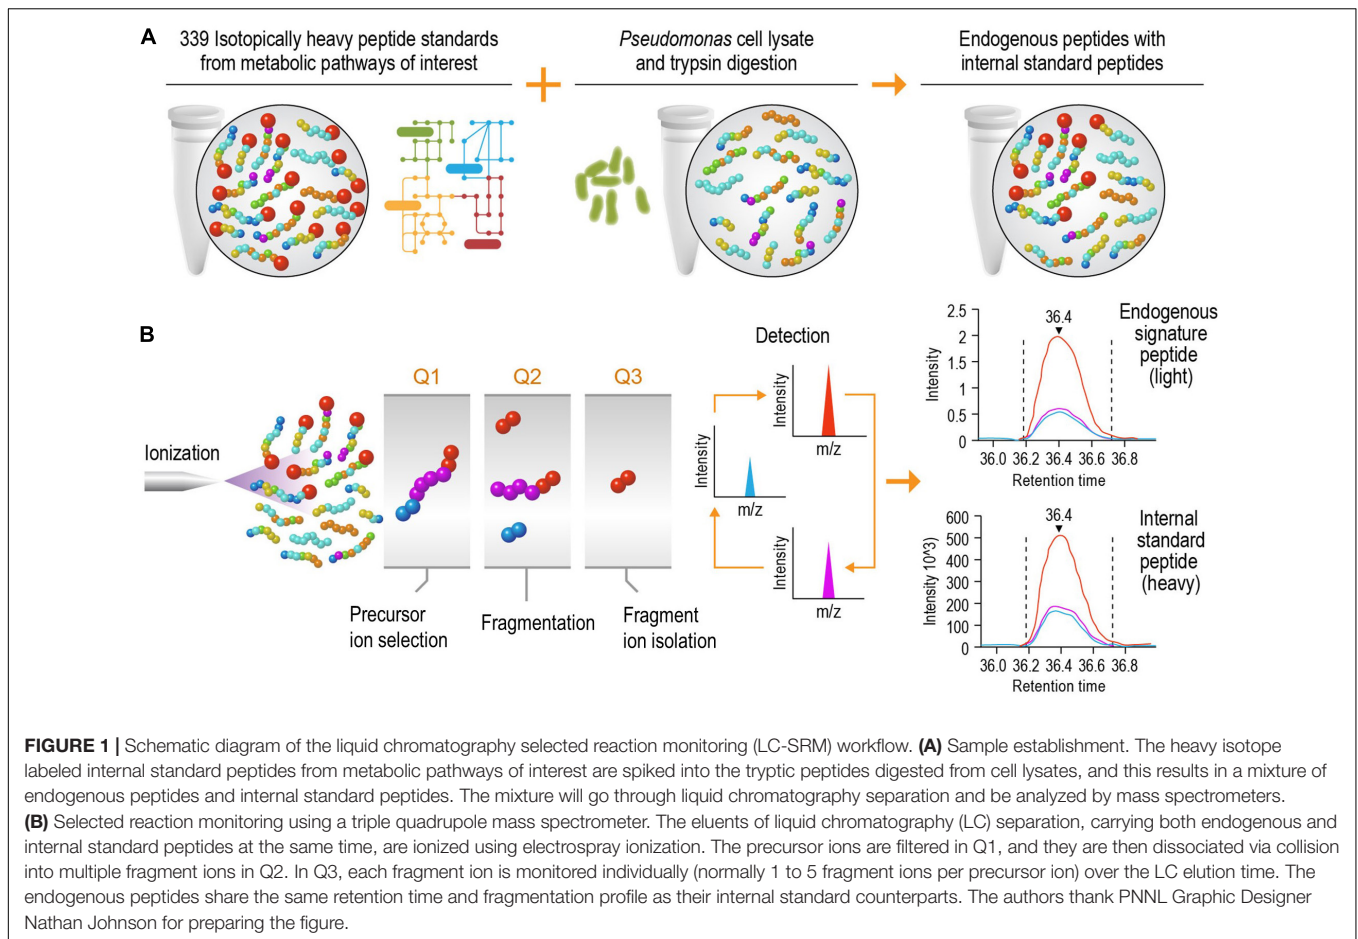 A
339 Isotopically heavy peptide standards
from metabolic pathways of interest
Pseudomonas cell lysate
and trypsin digestion
Endogenous peptides with
internal standard peptides
B
Ionization
Q1
Q2
Q3
Precursor
ion selection
Fragmentation
Fragment
ion isolation
Detection
Intensity
m/z
Intensity
m/z
Intensity
m/z
2.5
2
1.5
1
0.5
0
Intensity
36.4
36.0 36.2 36.4 36.6 36.8
Retention time
Endogenous
signature
peptide
(light)
600
500
400
300
200
100
0
Intensity 10^3)
36.4
36.0 36.2 36.4 36.6 36.8
Retention time
Internal
standard
peptide
(heavy)
FIGURE 1 | Schematic diagram of the liquid chromatography selected reaction monitoring (LC-SRM) workflow. (A) Sample establishment. The heavy isotope
labeled internal standard peptides from metabolic pathways of interest are spiked into the tryptic peptides digested from cell lysates, and this results in a mixture of
endogenous peptides and internal standard peptides. The mixture will go through liquid chromatography separation and be analyzed by mass spectrometers.
(B) Selected reaction monitoring using a triple quadrupole mass spectrometer. The eluents of liquid chromatography (LC) separation, carrying both endogenous and
internal standard peptides at the same time, are ionized using electrospray ionization. The precursor ions are filtered in Q1, and they are then dissociated via collision
into multiple fragment ions in Q2. In Q3, each fragment ion is monitored individually (normally 1 to 5 fragment ions per precursor ion) over the LC elution time. The
endogenous peptides share the same retention time and fragmentation profile as their internal standard counterparts. The authors thank PNNL Graphic Designer
Nathan Johnson for preparing the figure.